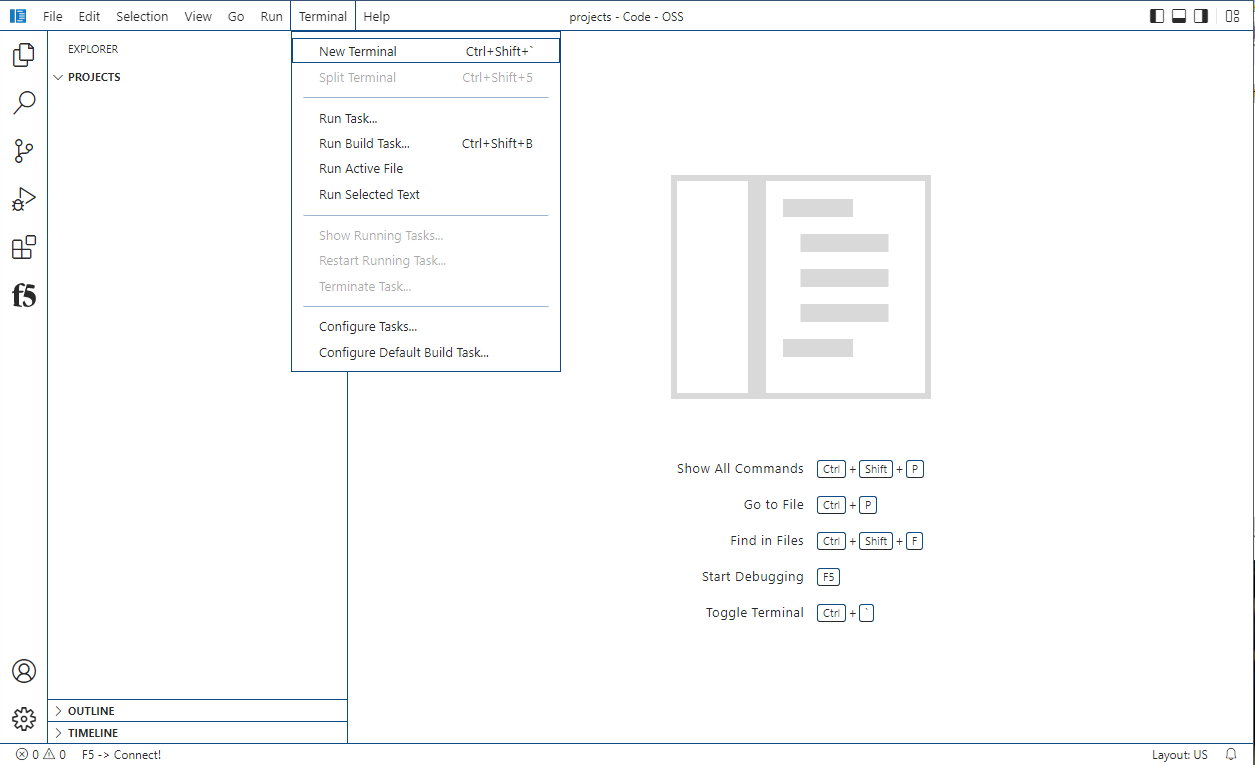 File Edit Selection View Go Run Terminal Help projects - Code - OSS
EXPLORER
PROJECTS
New Terminal Ctrl+Shift+`
Split Terminal Ctrl+Shift+5
Run Task...
Run Build Task... Ctrl+Shift+B
Run Active File
Run Selected Text
Show Running Tasks...
Restart Running Task...
Terminate Task...
Configure Tasks...
Configure Default Build Task...
f5
Show All Commands Ctrl + Shift + P
Go to File Ctrl + P
Find in Files Ctrl + Shift + F
Start Debugging F5
Toggle Terminal Ctrl + `
OUTLINE
TIMELINE
0 0 F5 -> Connect! Layout: US